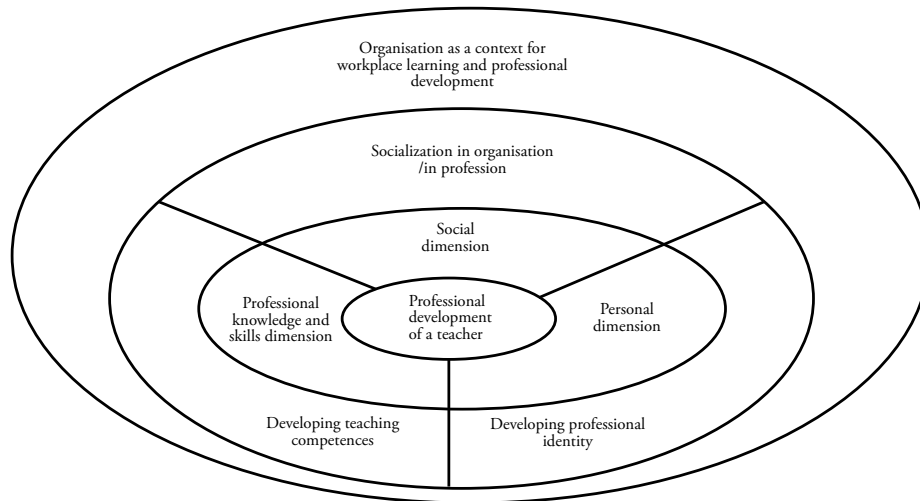 Organisation as a context for
workplace learning and professional
development
Socialization in organisation
/in profession
Social
dimension
Professional
knowledge and
skills dimension
Professional
development
of a teacher
Personal
dimension
Developing teaching
competences
Developing professional
identity